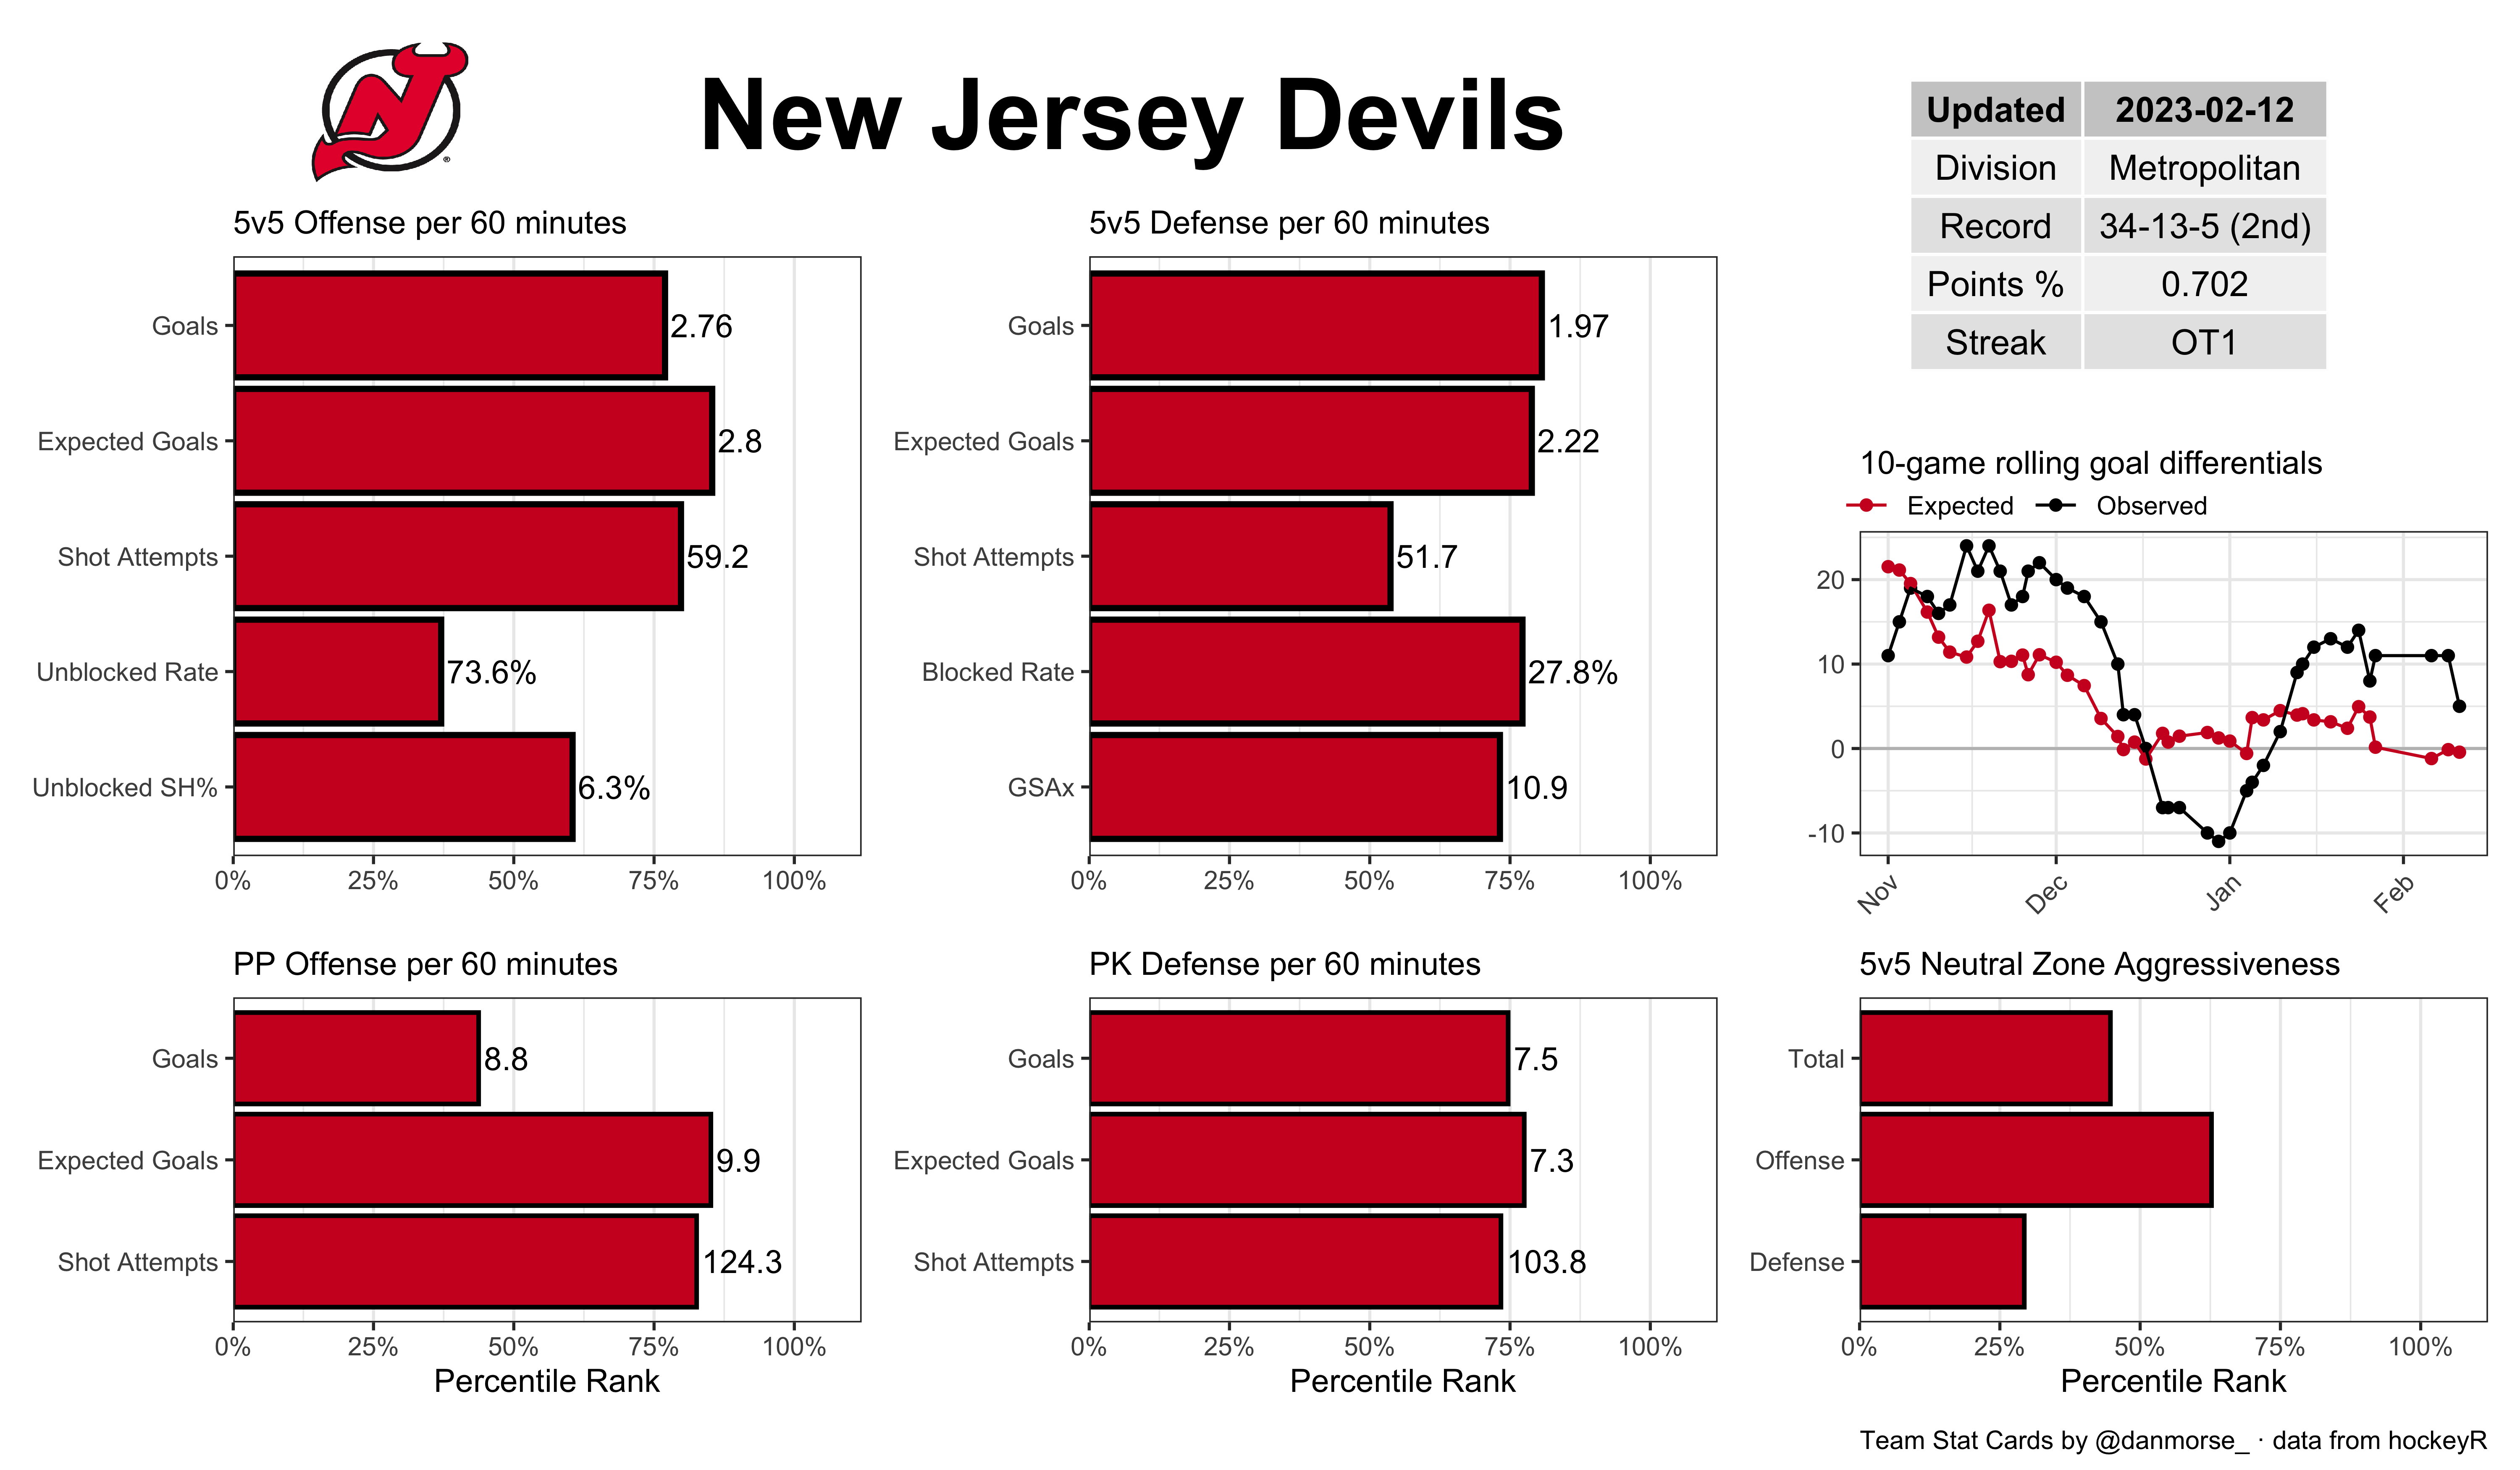 New Jersey Devils
Updated 2023-02-12
Division Metropolitan
Record 34-13-5 (2nd)
Points % 0.702
Streak OT1
5v5 Offense per 60 minutes
Goals 2.76
Expected Goals 2.8
Shot Attempts 59.2
Unblocked Rate 73.6%
Unblocked SH% 6.3%
0% 25% 50% 75% 100%
5v5 Defense per 60 minutes
Goals 1.97
Expected Goals 2.22
Shot Attempts 51.7
Blocked Rate 27.8%
GSAx 10.9
0% 25% 50% 75% 100%
10-game rolling goal differentials
Expected Observed
20
10
0
-10
Nov Dec Jan Feb
PP Offense per 60 minutes
Goals 8.8
Expected Goals 9.9
Shot Attempts 124.3
0% 25% 50% 75% 100%
Percentile Rank
PK Defense per 60 minutes
Goals 7.5
Expected Goals 7.3
Shot Attempts 103.8
0% 25% 50% 75% 100%
Percentile Rank
5v5 Neutral Zone Aggressiveness
Total
Offense
Defense
0% 25% 50% 75% 100%
Percentile Rank
Team Stat Cards by @danmorse_ · data from hockeyR